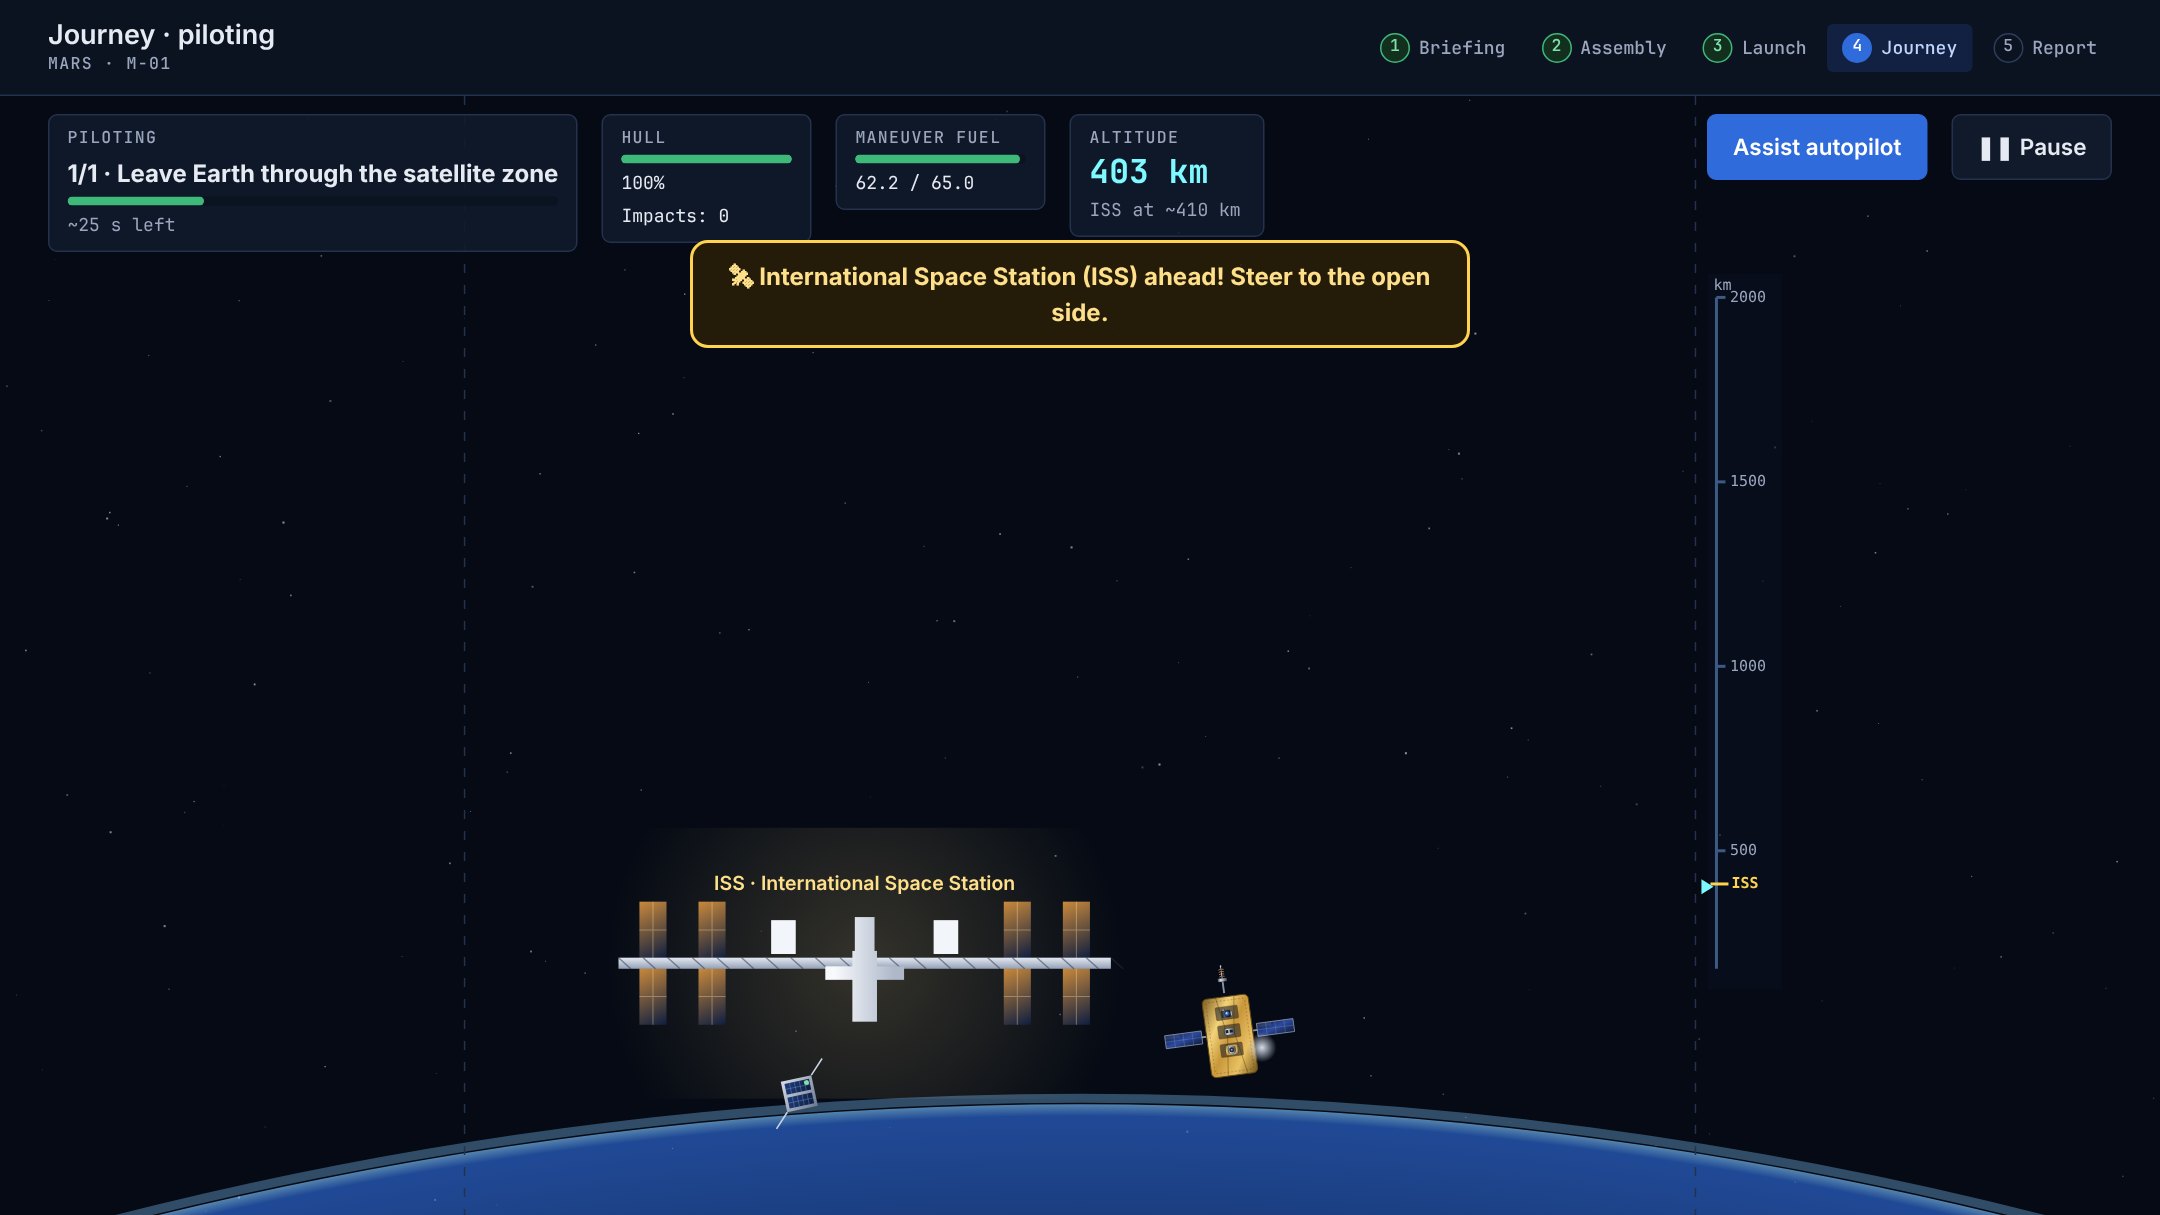 Journey · piloting
MARS · M-01
1 Briefing
2 Assembly
3 Launch
4 Journey
5 Report
PILOTING
1/1 · Leave Earth through the satellite zone
~25 s left
HULL
100%
Impacts: 0
MANEUVER FUEL
62.2 / 65.0
ALTITUDE
403 km
ISS at ~410 km
Assist autopilot
Pause
International Space Station (ISS) ahead! Steer to the open
side.
km
2000
1500
1000
500
ISS
ISS · International Space Station